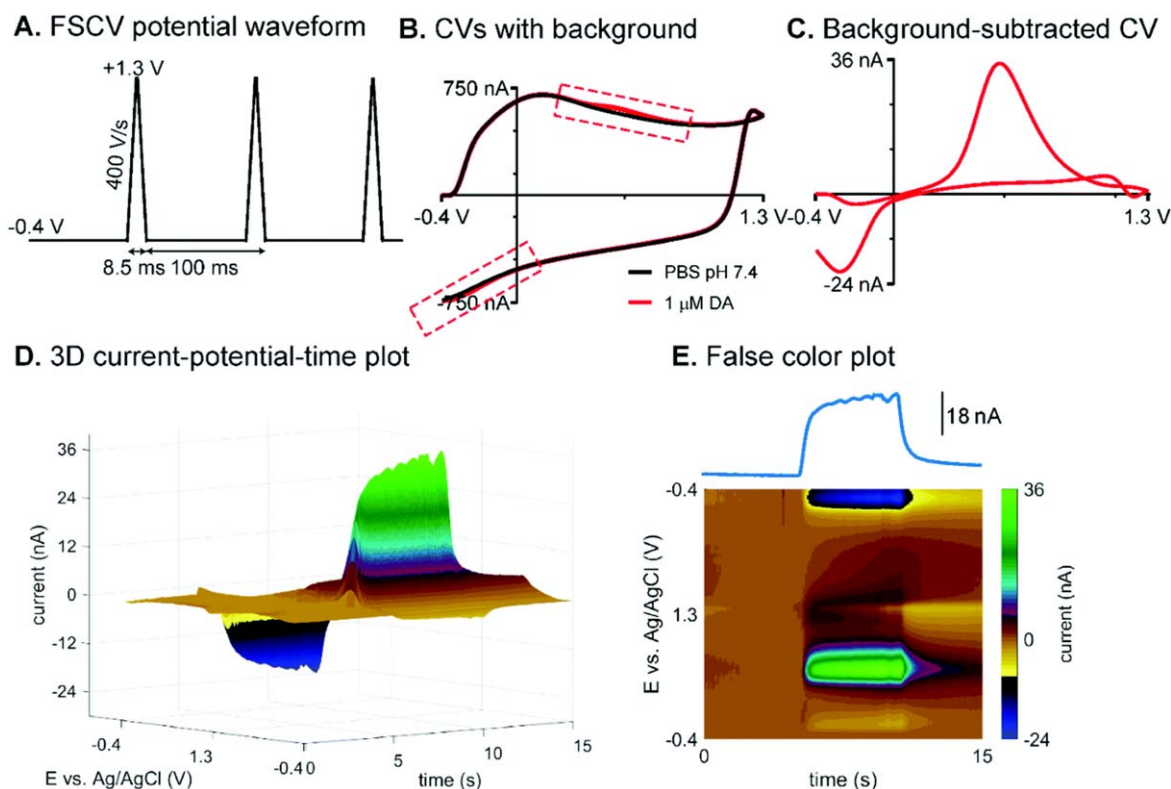 A. FSCV potential waveform
+1.3 V
400 V/s
-0.4 V
8.5 ms 100 ms
B. CVs with background
750 nA
-0.4 V
1.3 V
-750 nA
PBS pH 7.4
1 μM DA
C. Background-subtracted CV
36 nA
-0.4 V
1.3 V
-24 nA
D. 3D current-potential-time plot
36
24
12
0
-12
-24
current (nA)
-0.4
1.3
-0.4
E vs. Ag/AgCl (V)
0
5
10
15
time (s)
E. False color plot
18 nA
-0.4
1.3
-0.4
E vs. Ag/AgCl (V)
0
15
time (s)
36
0
-24
current (nA)